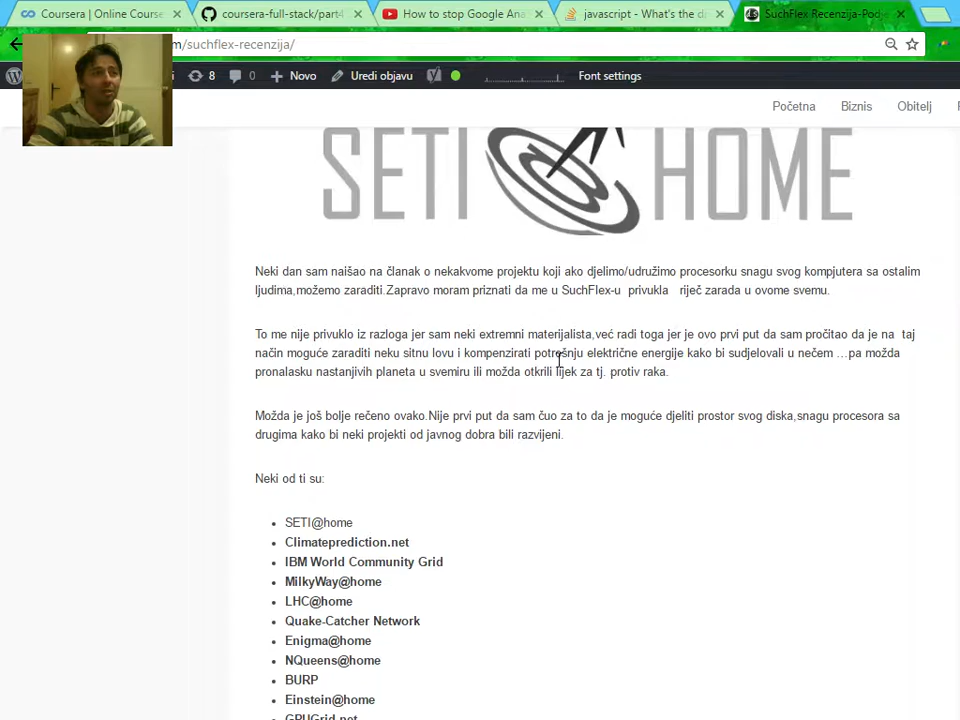 Coursera | Online Course
coursera-full-stack/part4
How to stop Google Ana
javascript - What's the di
SuchFlex Recenzija-Pod
m/suchflex-recenzija/
8
0
Novo
Uredi objavu
Font settings
Početna
Biznis
Obitelj
SETI HOME
Neki dan sam naišao na članak o nekakvome projektu koji ako djelimo/udružimo procesorku snagu svog kompjutera sa ostalim
ljudima,možemo zaraditi.Zapravo moram priznati da me u SuchFlex-u privukla riječ zarada u ovome svemu.
To me nije privuklo iz razloga jer sam neki extremni materijalista,već radi toga jer je ovo prvi put da sam pročitao da je na taj
način moguće zaraditi neku sitnu lovu i kompenzirati potrošnju električne energije kako bi sudjelovali u nečem ...pa možda
pronalasku nastanjivih planeta u svemiru ili možda otkrili lijek za tj. protiv raka.
Možda je još bolje rečeno ovako.Nije prvi put da sam čuo za to da je moguće djeliti prostor svog diska,snagu procesora sa
drugima kako bi neki projekti od javnog dobra bili razvijeni.
Neki od ti su:
SETI@home
Climateprediction.net
IBM World Community Grid
MilkyWay@home
LHC@home
Quake-Catcher Network
Enigma@home
NQueens@home
BURP
Einstein@home
GPUGrid.net